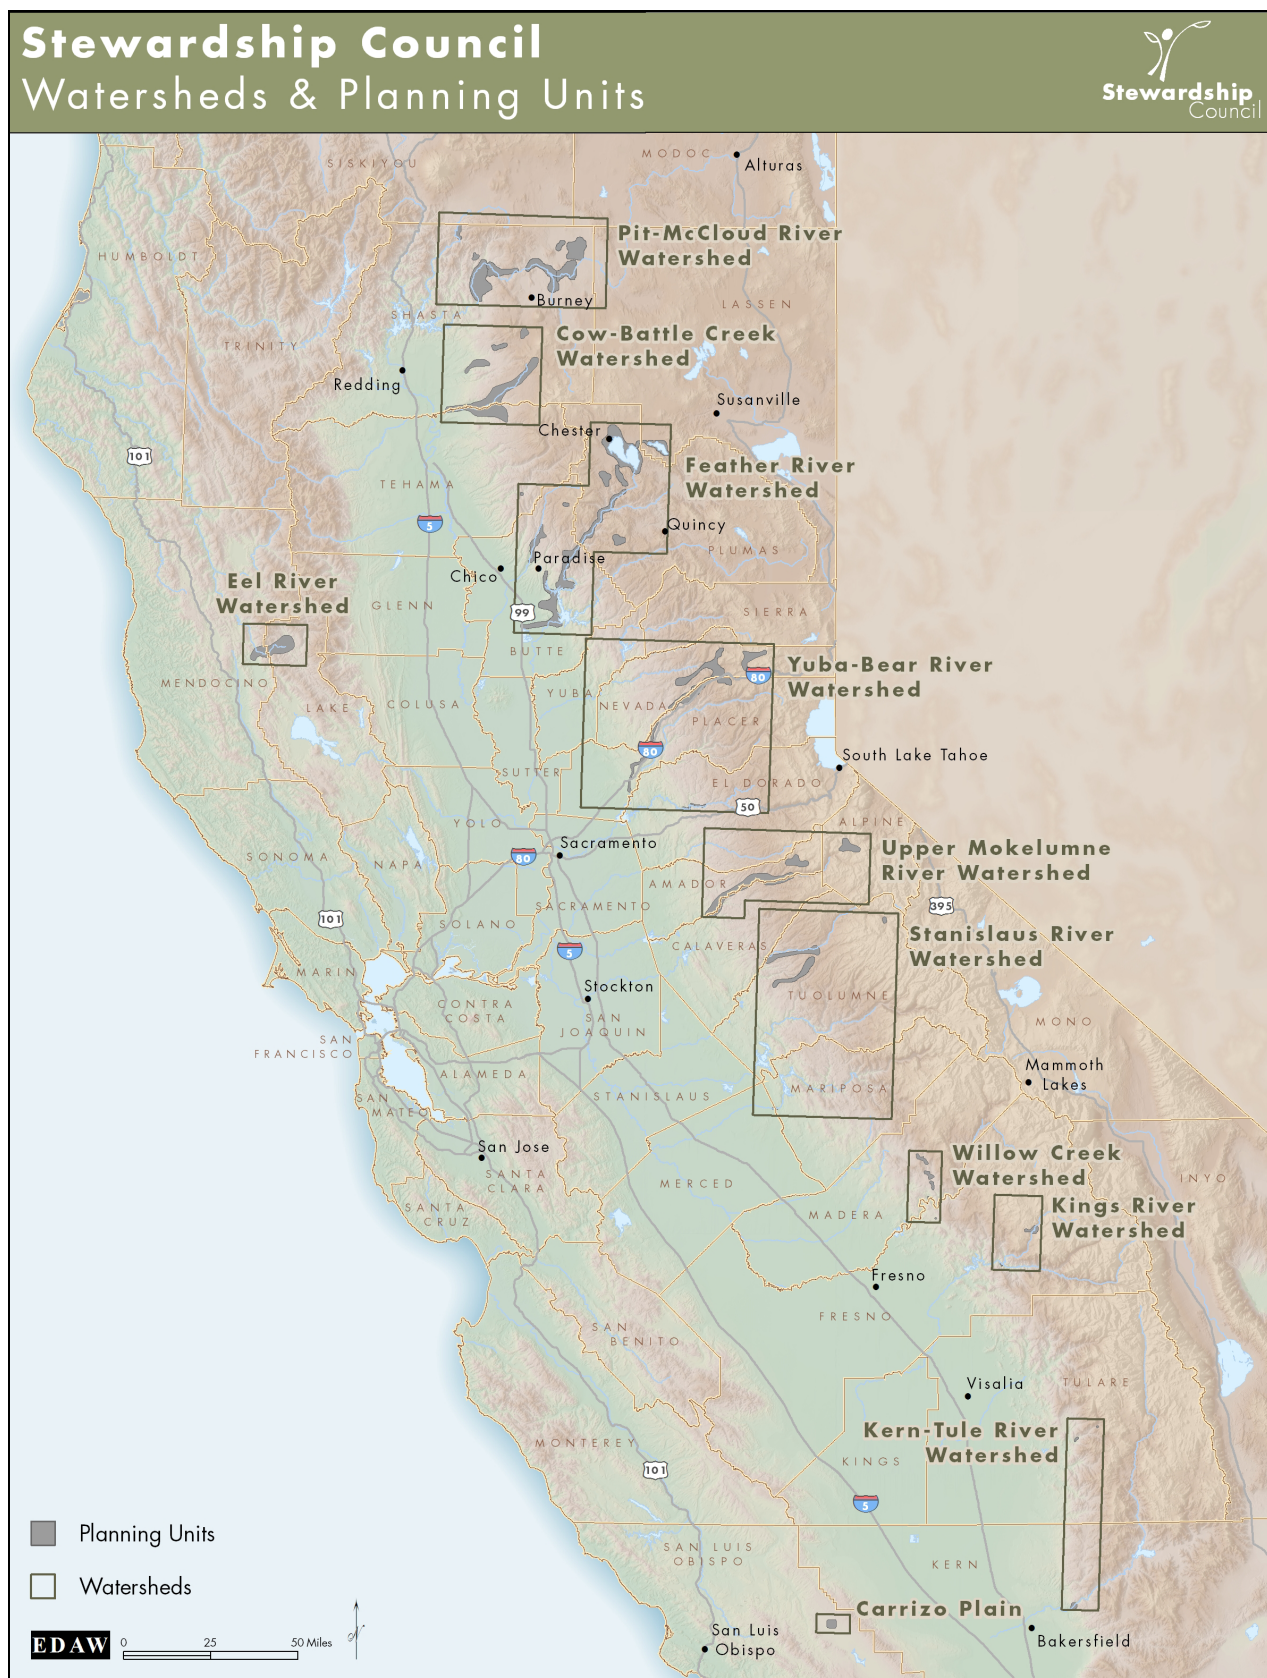 Stewardship Council
Watersheds & Planning Units
Stewardship
Council
SISKIYOU
MODOC
Alturas
HUMBOLDT
Pit-McCloud River
Watershed
Burney
LASSEN
SHASTA
TRINITY
Cow-Battle Creek
Watershed
Redding
Susanville
Chester
101
Feather River
Watershed
TEHAMA
5
Quincy
PLUMAS
Paradise
Chico
Eel River
Watershed
GLENN
99
SIERRA
BUTTE
MENDOCINO
Yuba-Bear River
Watershed
80
YUBA
NEVADA
LAKE
COLUSA
PLACER
80
South Lake Tahoe
SUTTER
EL DORADO
50
YOLO
ALPINE
Sacramento
80
SONOMA
NAPA
Upper Mokelumne
River Watershed
AMADOR
SACRAMENTO
395
101
SOLANO
Stanislaus River
Watershed
CALAVERAS
5
MARIN
Stockton
TUOLUMNE
CONTRA
COSTA
SAN
JOAQUIN
MONO
SAN
FRANCISCO
Mammoth
Lakes
ALAMEDA
MARIPOSA
STANISLAUS
SAN
MATEO
San Jose
Willow Creek
Watershed
SANTA
CLARA
MERCED
INYO
SANTA
CRUZ
MADERA
Kings River
Watershed
Fresno
FRESNO
SAN
BENITO
Visalia
TULARE
Kern-Tule River
Watershed
MONTEREY
KINGS
101
5
Planning Units
SAN LUIS
OBISPO
KERN
Watersheds
Carrizo Plain
San Luis
Obispo
Bakersfield
EDAW
0 25 50 Miles
N